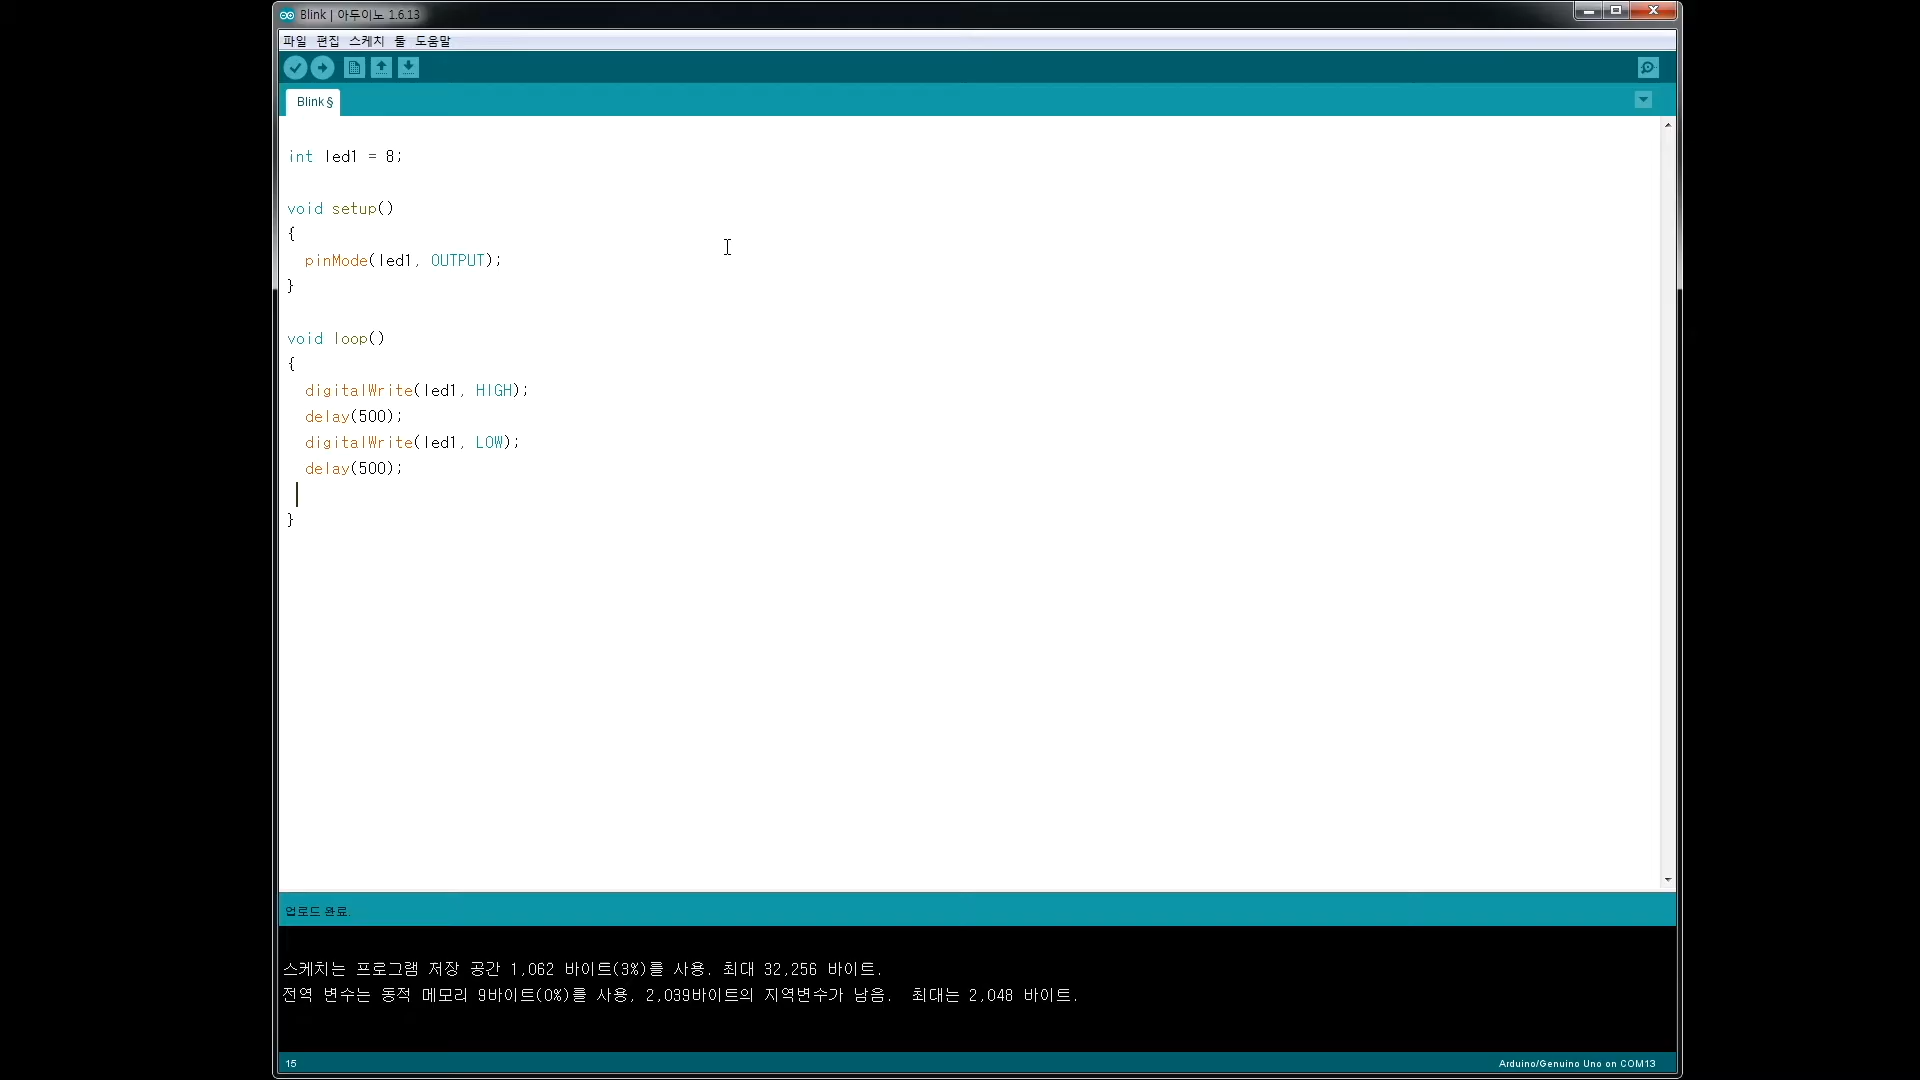 Blink | 아두이노 1.6.13
파일 편집 스케치 툴 도움말
Blink §
int led1 = 8;
void setup()
{
pinMode(led1, OUTPUT);
}
void loop()
{
digitalWrite(led1, HIGH);
delay(500);
digitalWrite(led1, LOW);
delay(500);
}
업로드 완료.
스케치는 프로그램 저장 공간 1,062 바이트(3%)를 사용. 최대 32,256 바이트.
전역 변수는 동적 메모리 9바이트(0%)를 사용, 2,039바이트의 지역변수가 남음.  최대는 2,048 바이트.
15
Arduino/Genuino Uno on COM13